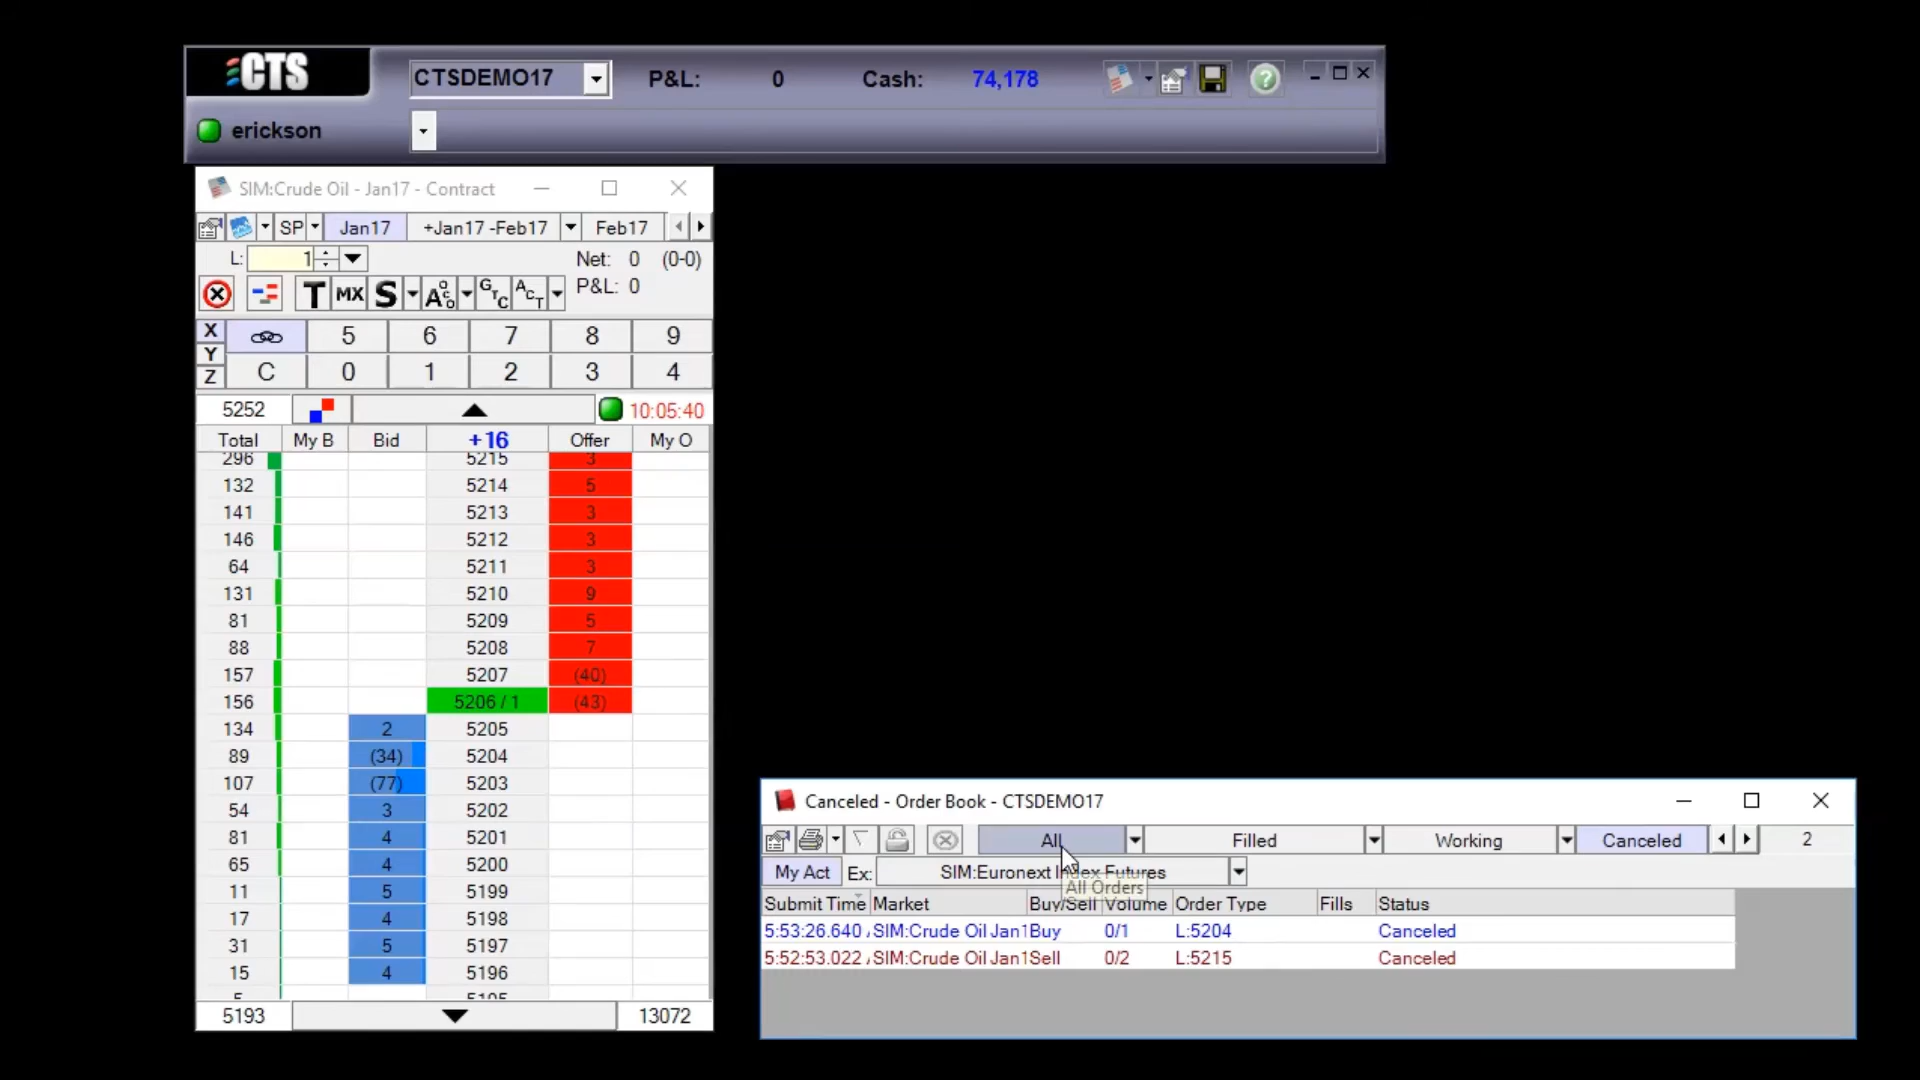 CTS
CTSDEMO17 P&L: 0 Cash: 74,178
erickson
SIM:Crude Oil - Jan17 - Contract
SP Jan17 +Jan17 -Feb17 Feb17
L: 1 Net: 0 (0-0)
T MX S GTC ACT P&L: 0
X 5 6 7 8 9
Y
Z C 0 1 2 3 4
5252 10:05:40
Total My B Bid +16 Offer My O
296 5215 3
132 5214 5
141 5213 3
146 5212 3
64 5211 3
131 5210 9
81 5209 5
88 5208 7
157 5207 (40)
156 5206 / 1 (43)
134 2 5205
89 (34) 5204
107 (77) 5203
54 3 5202
81 4 5201
65 4 5200
11 5 5199
17 4 5198
31 5 5197
15 4 5196
5193 13072
Canceled - Order Book - CTSDEMO17
All Filled Working Canceled 2
My Act Ex: SIM:Euronext Index Futures
All Orders
Submit Time Market Buy/Sell Volume Order Type Fills Status
5:53:26.640 SIM:Crude Oil Jan1 Buy 0/1 L:5204 Canceled
5:52:53.022 SIM:Crude Oil Jan1 Sell 0/2 L:5215 Canceled